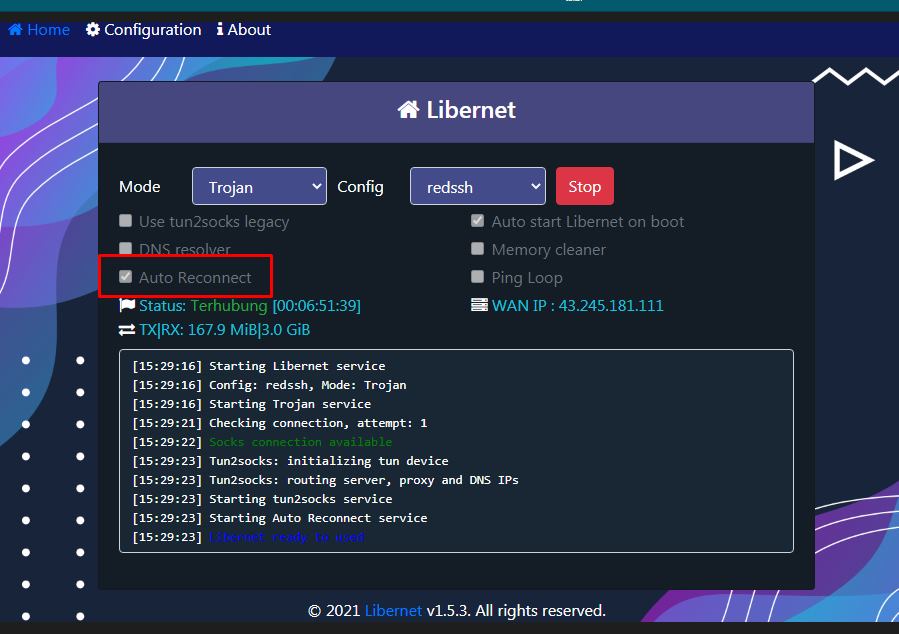 Home Configuration About
Libernet
Mode Trojan Config redssh Stop
Use tun2socks legacy Auto start Libernet on boot
DNS resolver Memory cleaner
Auto Reconnect Ping Loop
Status: Terhubung [00:06:51:39] WAN IP : 43.245.181.111
TX|RX: 167.9 MiB|3.0 GiB
[15:29:16] Starting Libernet service
[15:29:16] Config: redssh, Mode: Trojan
[15:29:16] Starting Trojan service
[15:29:21] Checking connection, attempt: 1
[15:29:22] Socks connection available
[15:29:23] Tun2socks: initializing tun device
[15:29:23] Tun2socks: routing server, proxy and DNS IPs
[15:29:23] Starting tun2socks service
[15:29:23] Starting Auto Reconnect service
[15:29:23] Libernet ready to used
© 2021 Libernet v1.5.3. All rights reserved.